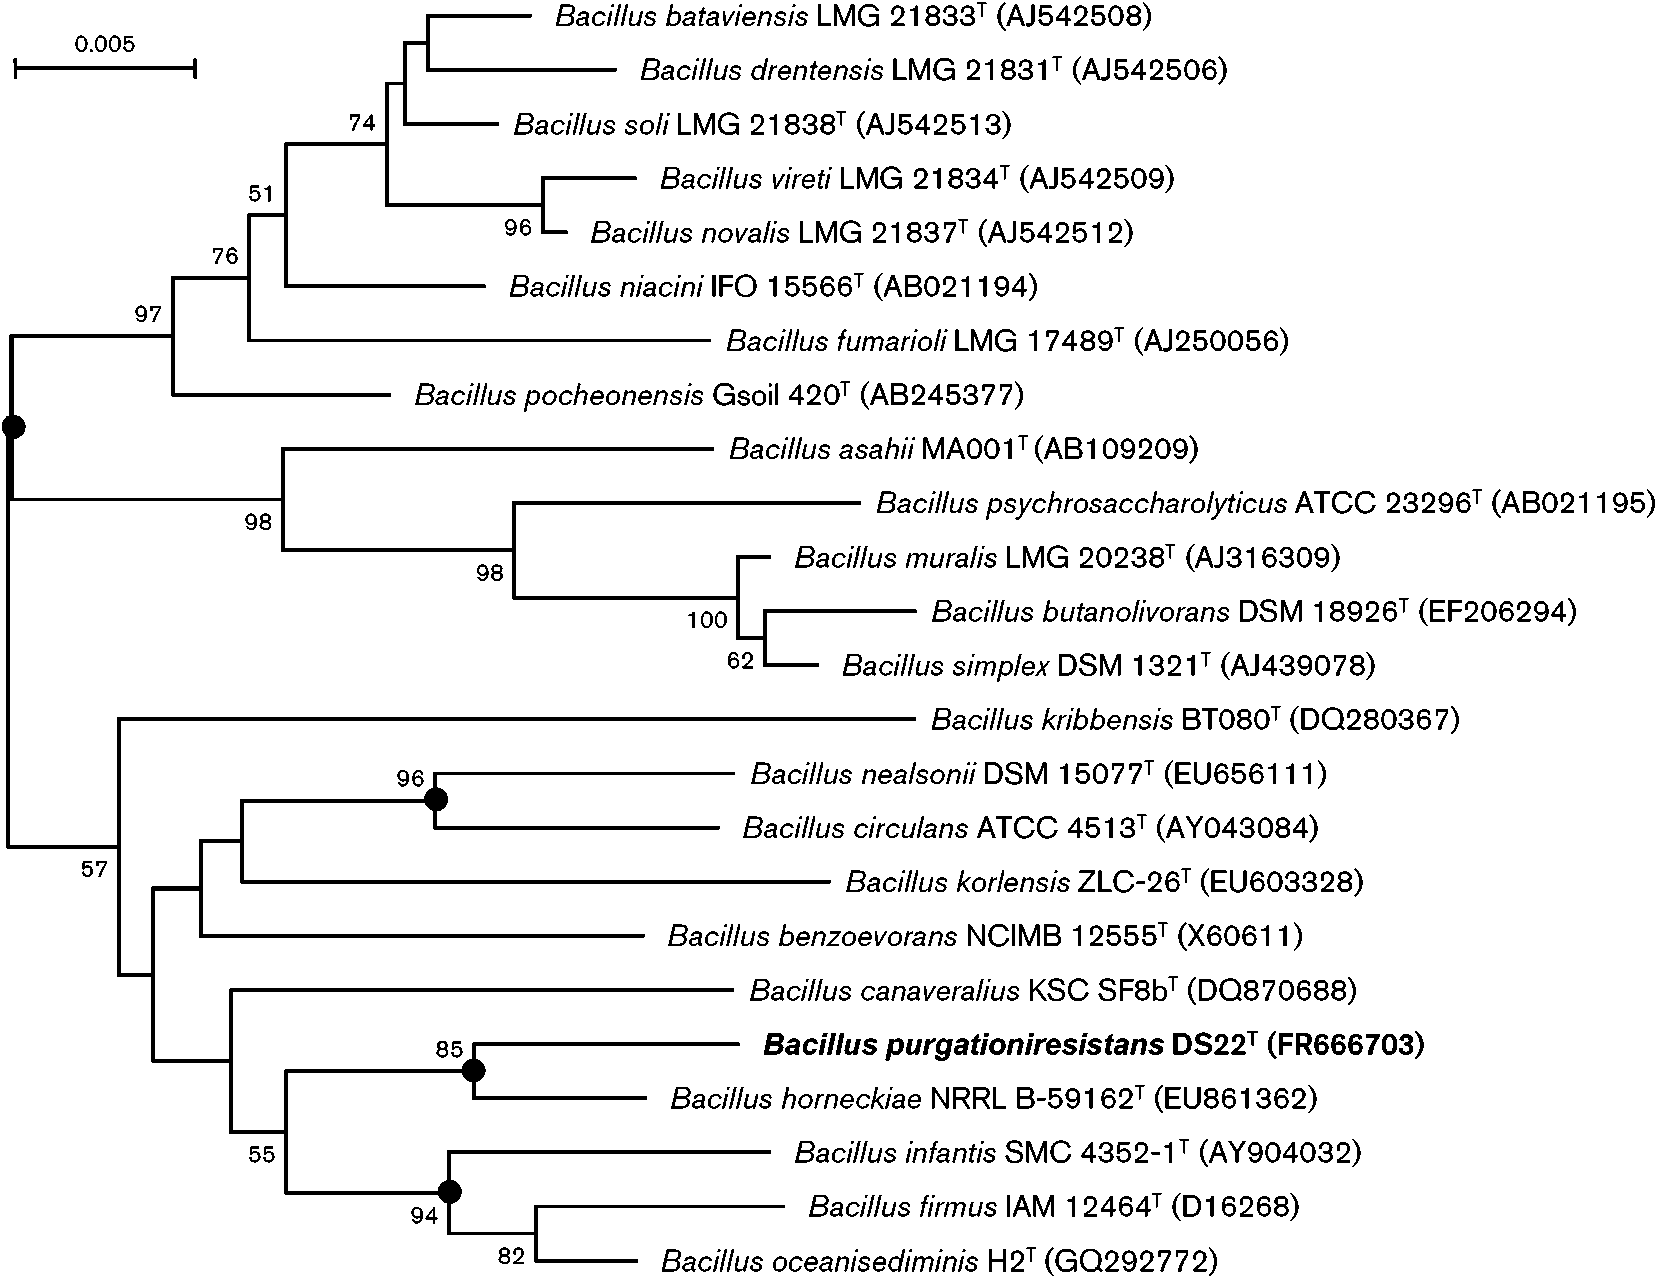 Bacillus bataviensis LMG 21833ᵀ (AJ542508)
0.005
Bacillus drentensis LMG 21831ᵀ (AJ542506)
74
Bacillus soli LMG 21838ᵀ (AJ542513)
Bacillus vireti LMG 21834ᵀ (AJ542509)
51
96
Bacillus novalis LMG 21837ᵀ (AJ542512)
76
Bacillus niacini IFO 15566ᵀ (AB021194)
97
Bacillus fumarioli LMG 17489ᵀ (AJ250056)
Bacillus pocheonensis Gsoil 420ᵀ (AB245377)
Bacillus asahii MA001ᵀ (AB109209)
98
Bacillus psychrosaccharolyticus ATCC 23296ᵀ (AB021195)
98
Bacillus muralis LMG 20238ᵀ (AJ316309)
100
Bacillus butanolivorans DSM 18926ᵀ (EF206294)
62
Bacillus simplex DSM 1321ᵀ (AJ439078)
Bacillus kribbensis BT080ᵀ (DQ280367)
96
Bacillus nealsonii DSM 15077ᵀ (EU656111)
Bacillus circulans ATCC 4513ᵀ (AY043084)
57
Bacillus korlensis ZLC-26ᵀ (EU603328)
Bacillus benzoevorans NCIMB 12555ᵀ (X60611)
Bacillus canaveralius KSC SF8bᵀ (DQ870688)
85
Bacillus purgationiresistans DS22ᵀ (FR666703)
Bacillus horneckiae NRRL B-59162ᵀ (EU861362)
55
Bacillus infantis SMC 4352-1ᵀ (AY904032)
94
Bacillus firmus IAM 12464ᵀ (D16268)
82
Bacillus oceanisediminis H2ᵀ (GQ292772)